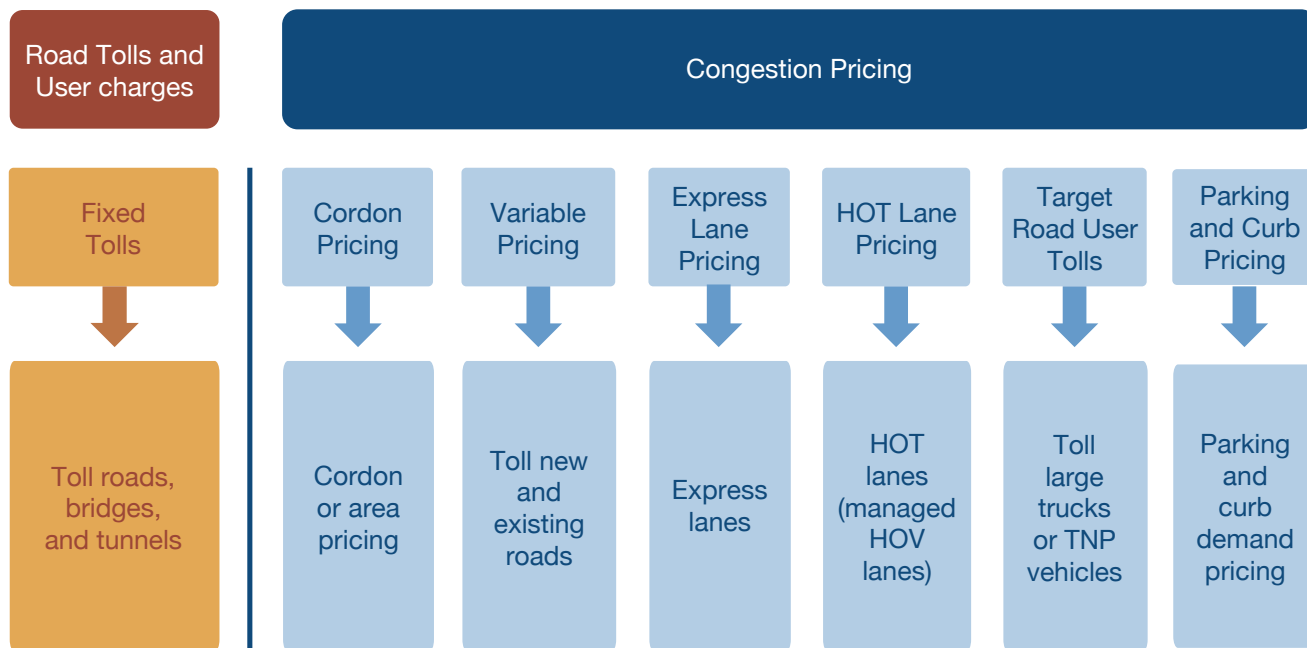 Road Tolls and
User charges
Congestion Pricing
Fixed
Tolls
Cordon
Pricing
Variable
Pricing
Express
Lane
Pricing
HOT Lane
Pricing
Target
Road User
Tolls
Parking
and Curb
Pricing
Toll roads,
bridges,
and tunnels
Cordon
or area
pricing
Toll new
and
existing
roads
Express
lanes
HOT
lanes
(managed
HOV
lanes)
Toll
large
trucks
or TNP
vehicles
Parking
and
curb
demand
pricing